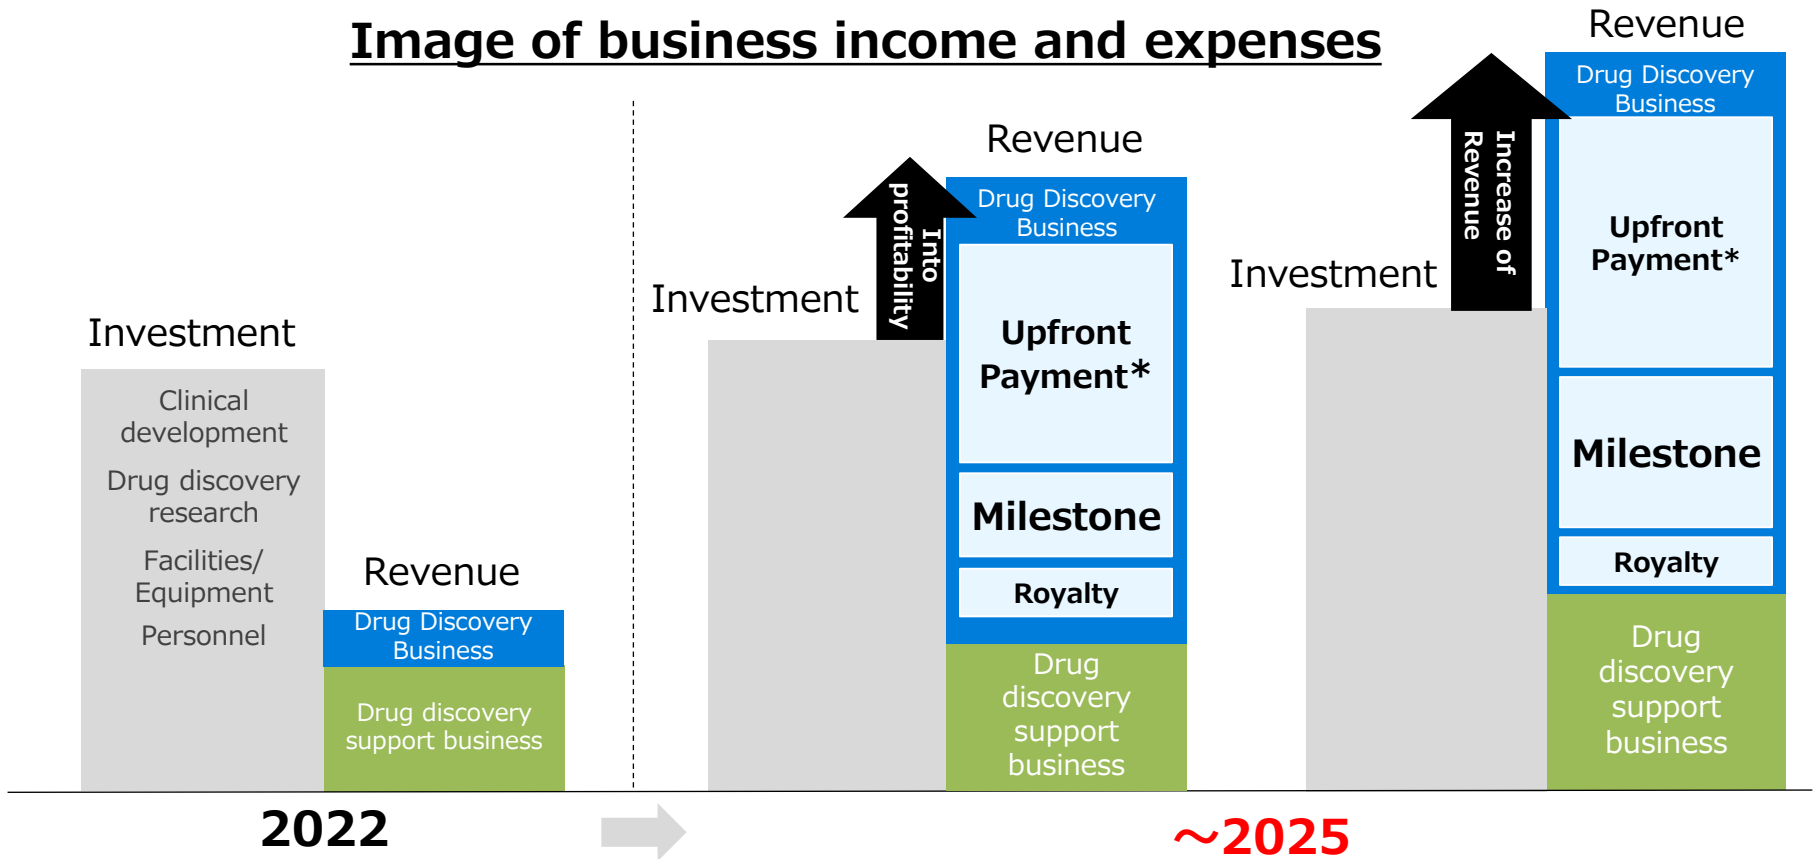 Image of business income and expenses
Investment
Clinical
development
Drug discovery
research
Facilities/
Equipment
Personnel
Revenue
Drug Discovery
Business
Drug discovery
support business
2022
Investment
Into
profitability
Revenue
Drug Discovery
Business
Upfront
Payment*
Milestone
Royalty
Drug
discovery
support
business
Investment
Increase of
Revenue
Revenue
Drug Discovery
Business
Upfront
Payment*
Milestone
Royalty
Drug
discovery
support
business
～2025